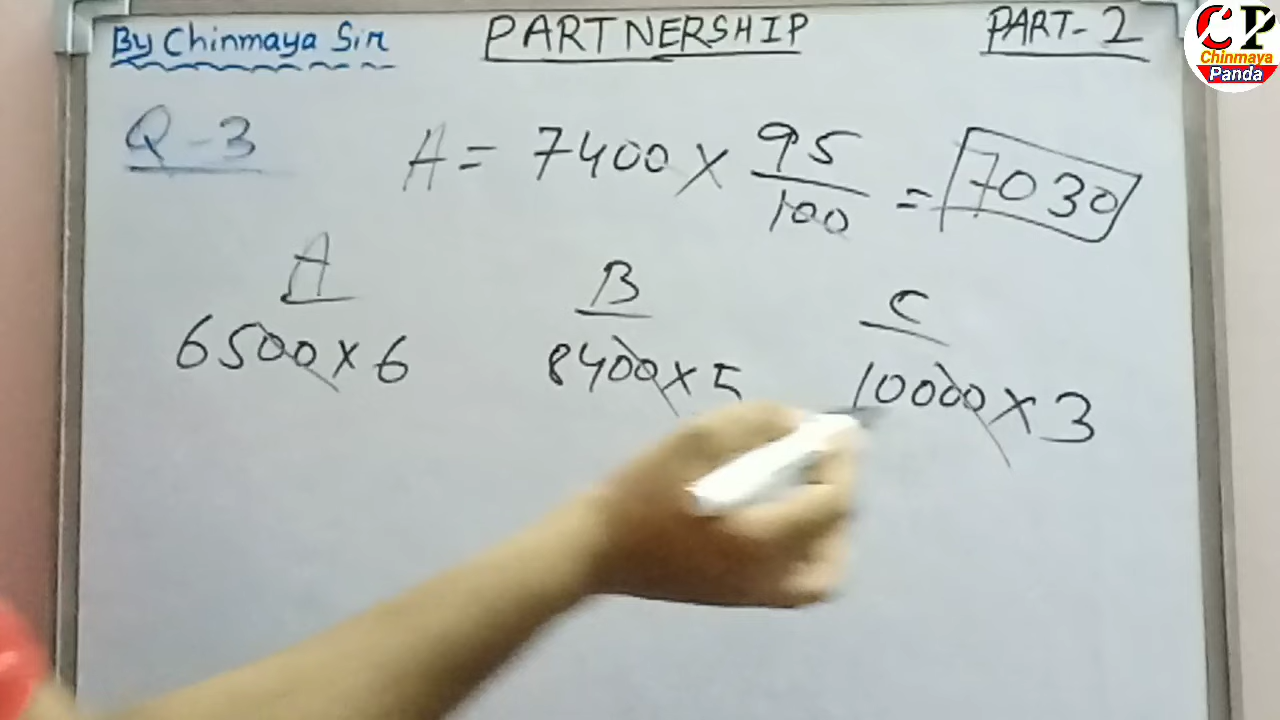 By Chinmaya Sir PARTNERSHIP PART-2
CP
Chinmaya
Panda
Q-3
A = 7400 × 95/100 = 7030
A B C
6500 × 6 8400 × 5 10000 × 3